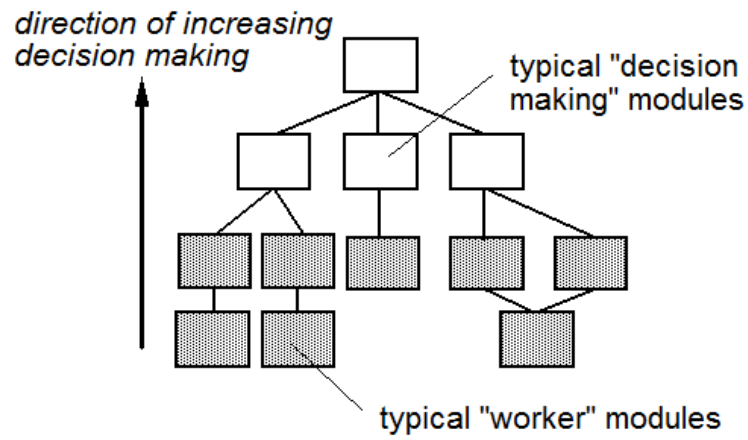 direction of increasing
decision making
typical "decision
making" modules
typical "worker" modules